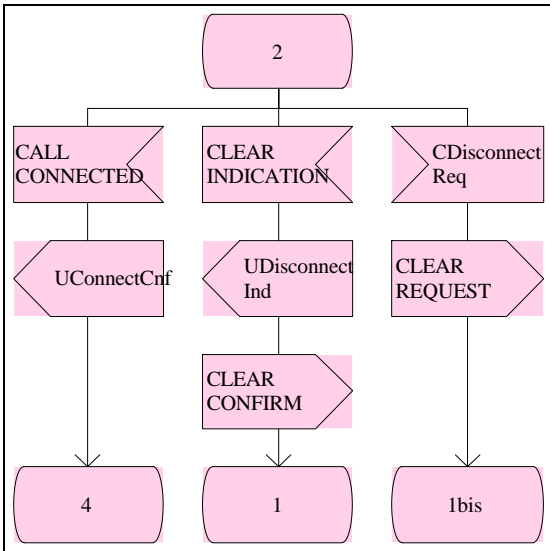 2
CALL
CONNECTED
CLEAR
INDICATION
CDisconnect
Req
UConnectCnf
UDisconnect
Ind
CLEAR
REQUEST
CLEAR
CONFIRM
4
1
1bis